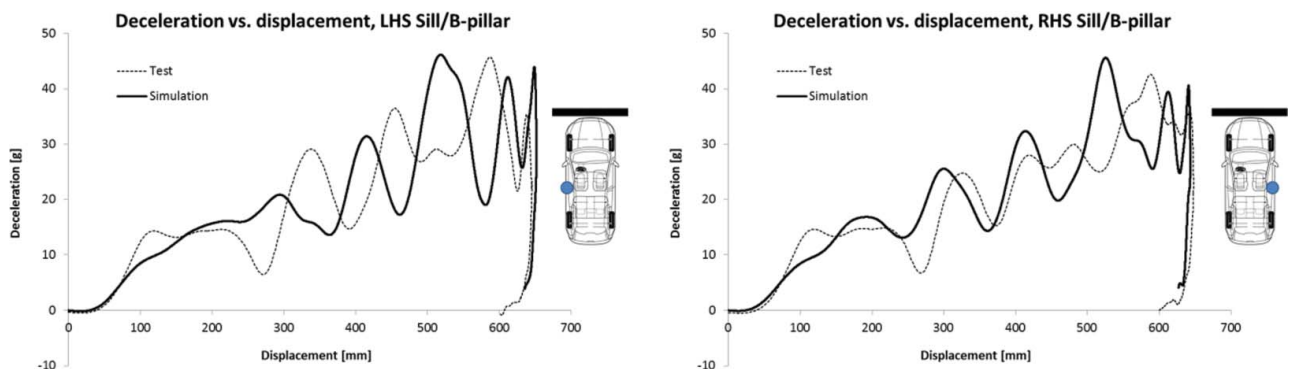 Deceleration vs. displacement, LHS Sill/B-pillar
50
40
30
20
10
0
-10
Deceleration [g]
Test
Simulation
0 100 200 300 400 500 600 700
Displacement [mm]
Deceleration vs. displacement, RHS Sill/B-pillar
50
40
30
20
10
0
-10
Deceleration [g]
Test
Simulation
0 100 200 300 400 500 600 700
Displacement [mm]